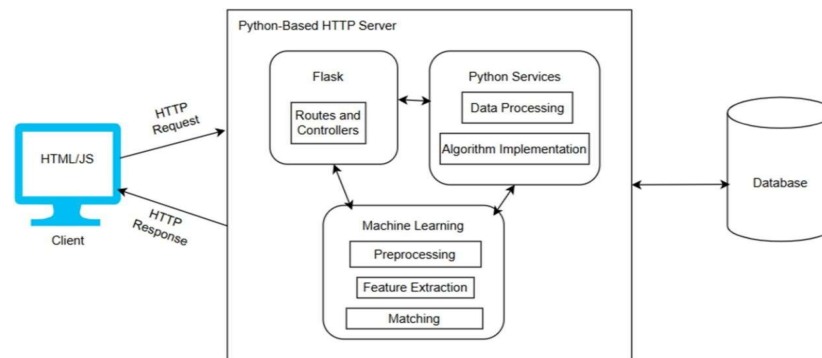 Python-Based HTTP Server
Flask
Routes and
Controllers
Python Services
Data Processing
Algorithm Implementation
HTTP
Request
HTML/JS
HTTP
Response
Client
Machine Learning
Preprocessing
Feature Extraction
Matching
Database